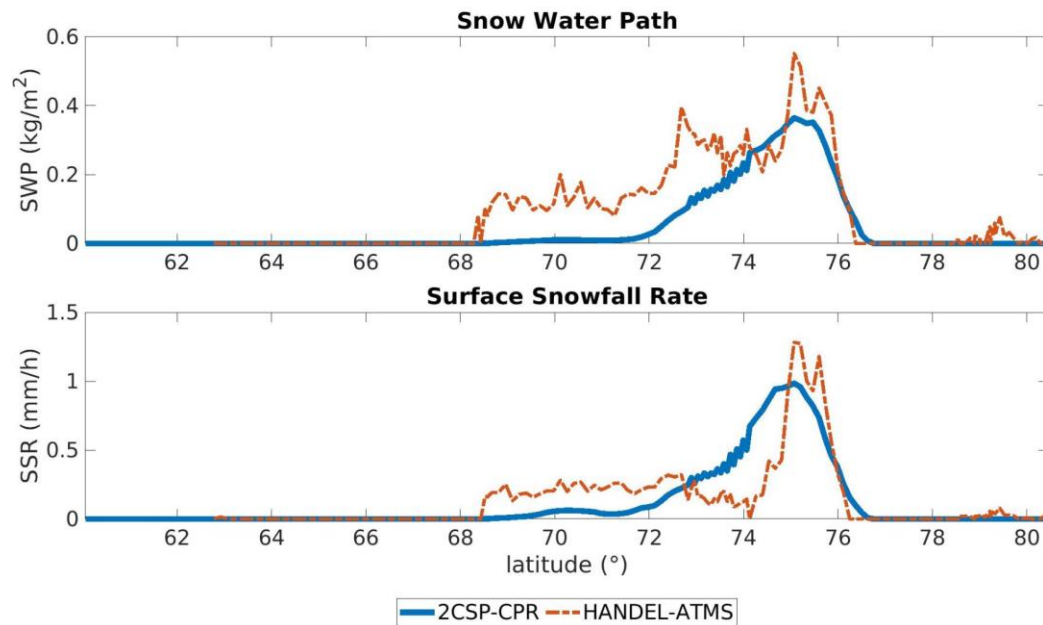 Snow Water Path
0.6
0.4
0.2
0
SWP (kg/m²)
62 64 66 68 70 72 74 76 78 80
Surface Snowfall Rate
1.5
1
0.5
0
SSR (mm/h)
62 64 66 68 70 72 74 76 78 80
latitude (°)
2CSP-CPR HANDEL-ATMS